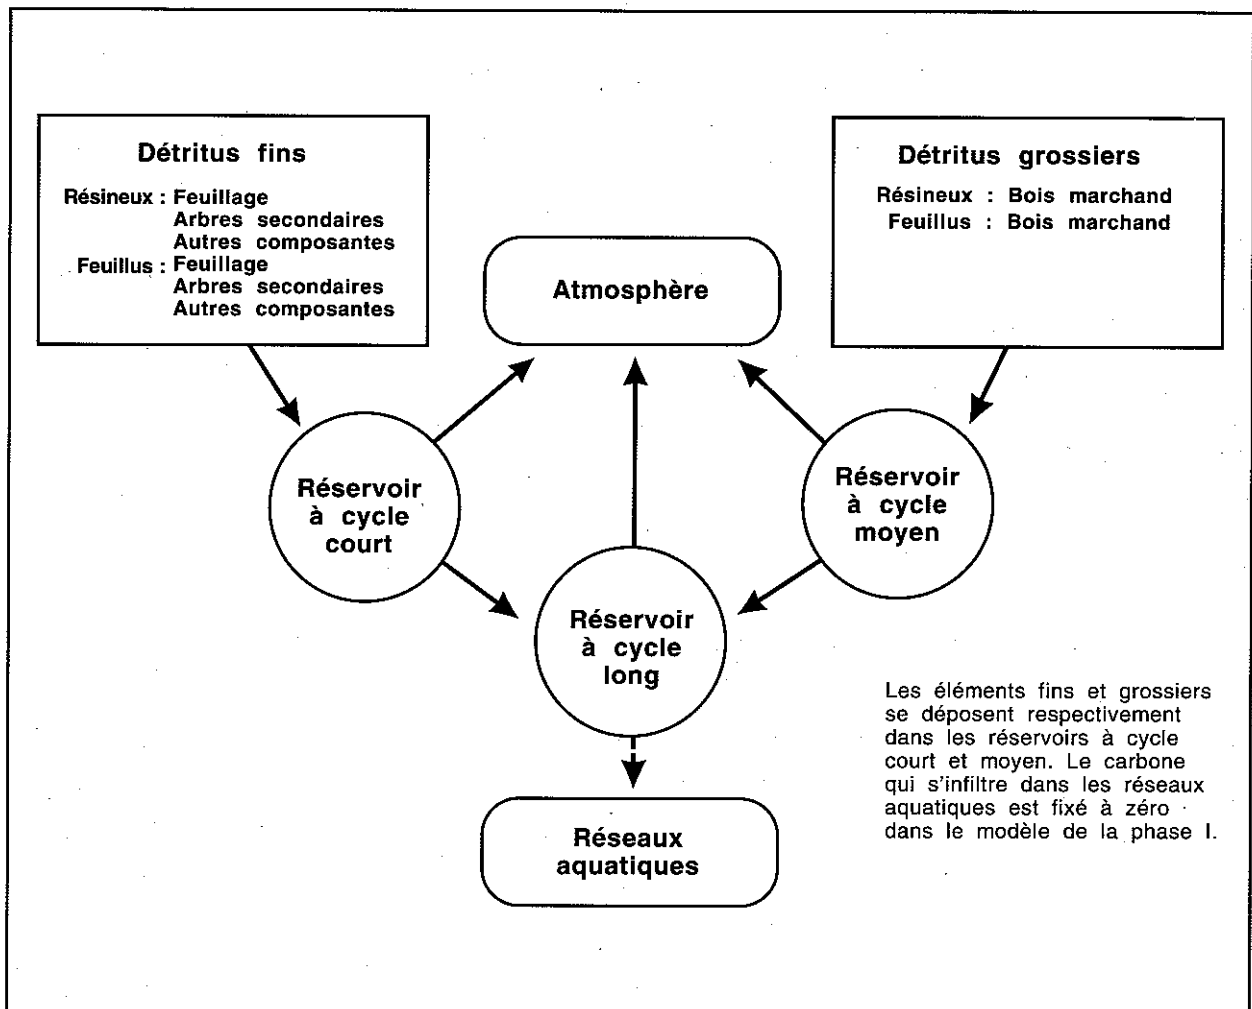 Détritus fins
Résineux : Feuillage
Arbres secondaires
Autres composantes
Feuillus : Feuillage
Arbres secondaires
Autres composantes
Détritus grossiers
Résineux : Bois marchand
Feuillus : Bois marchand
Atmosphère
Réservoir
à cycle
court
Réservoir
à cycle
moyen
Réservoir
à cycle
long
Les éléments fins et grossiers
se déposent respectivement
dans les réservoirs à cycle
court et moyen. Le carbone
qui s'infiltre dans les réseaux
aquatiques est fixé à zéro
dans le modèle de la phase I.
Réseaux
aquatiques